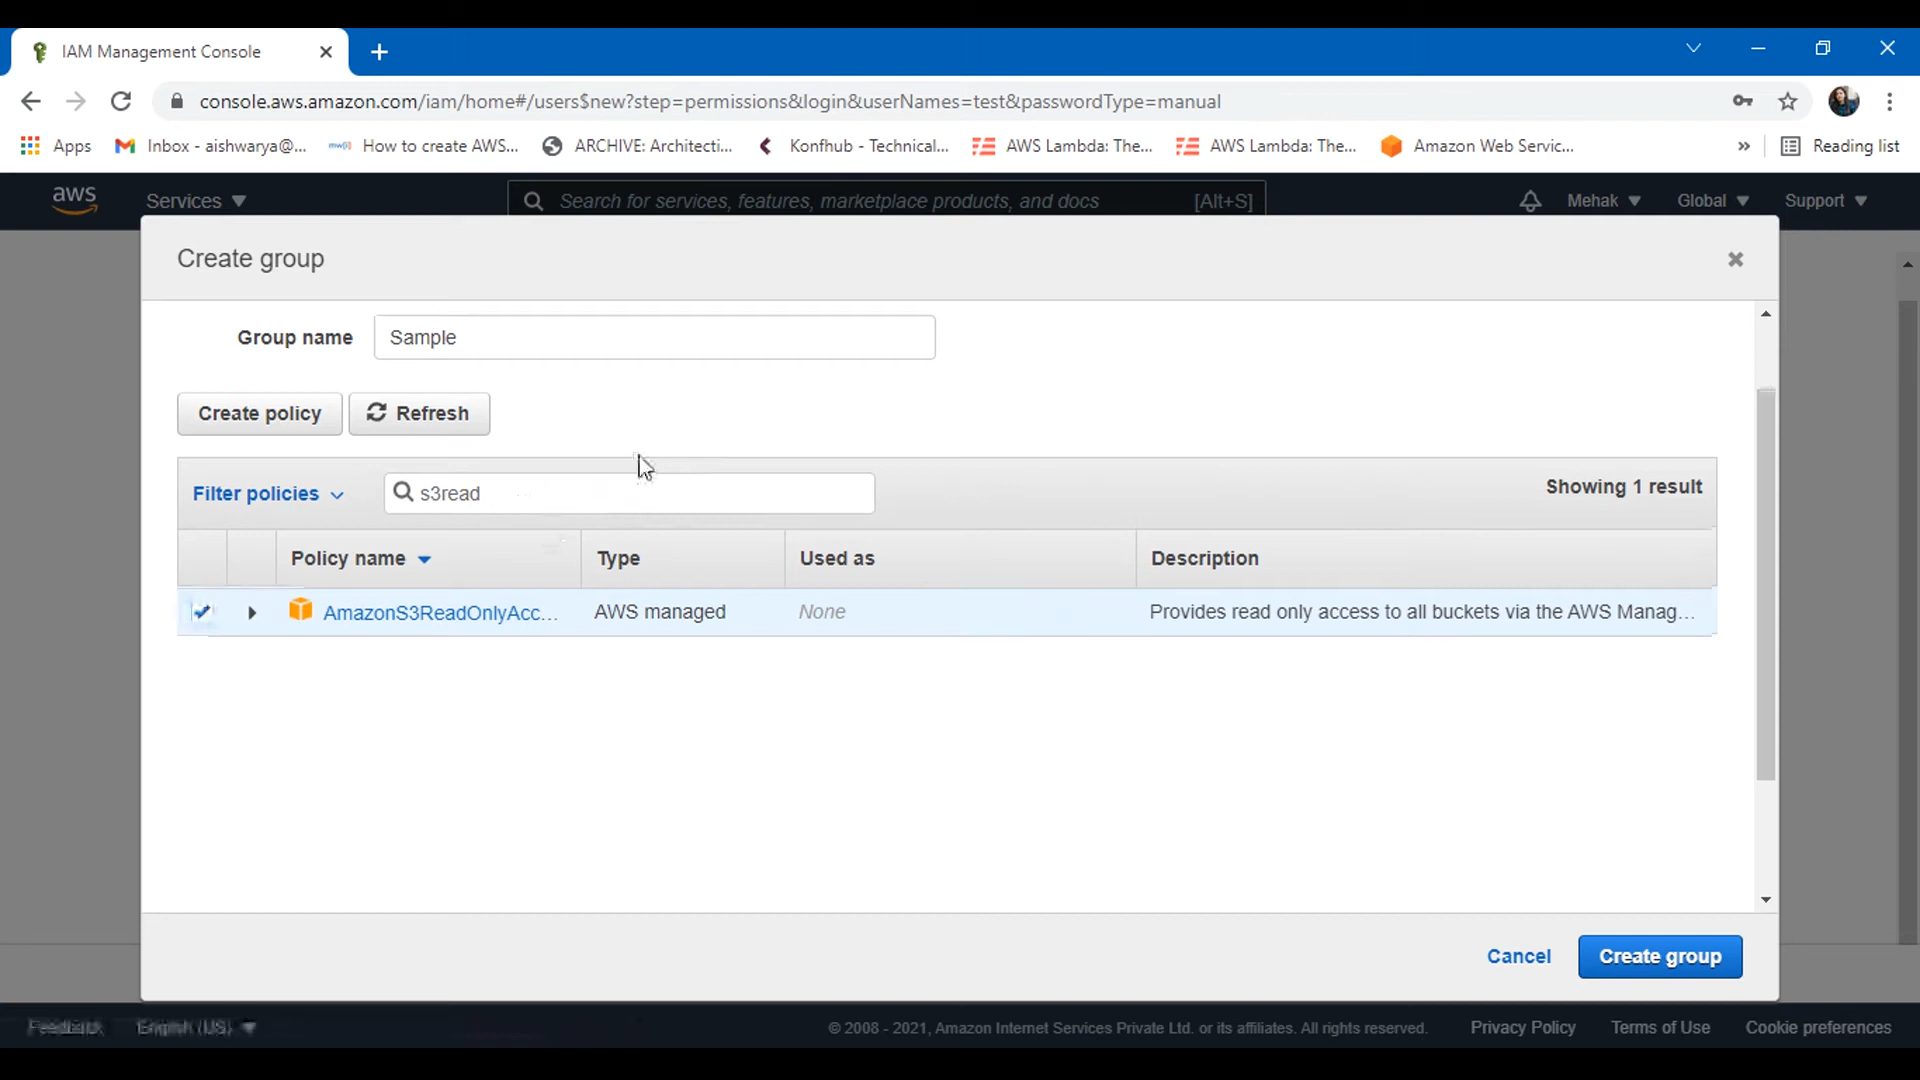 IAM Management Console
console.aws.amazon.com/iam/home#/users$new?step=permissions&login&userNames=test&passwordType=manual
Apps
Inbox - aishwarya@...
How to create AWS...
ARCHIVE: Architecti...
Konfhub - Technical...
AWS Lambda: The...
AWS Lambda: The...
Amazon Web Servic...
Reading list
aws
Services
Search for services, features, marketplace products, and docs
[Alt+S]
Mehak
Global
Support
Create group
Group name
Sample
Create policy
Refresh
Filter policies
s3read
Showing 1 result
Policy name
Type
Used as
Description
AmazonS3ReadOnlyAcc...
AWS managed
None
Provides read only access to all buckets via the AWS Manag...
Cancel
Create group
Feedback
English (US)
© 2008 - 2021, Amazon Internet Services Private Ltd. or its affiliates. All rights reserved.
Privacy Policy
Terms of Use
Cookie preferences